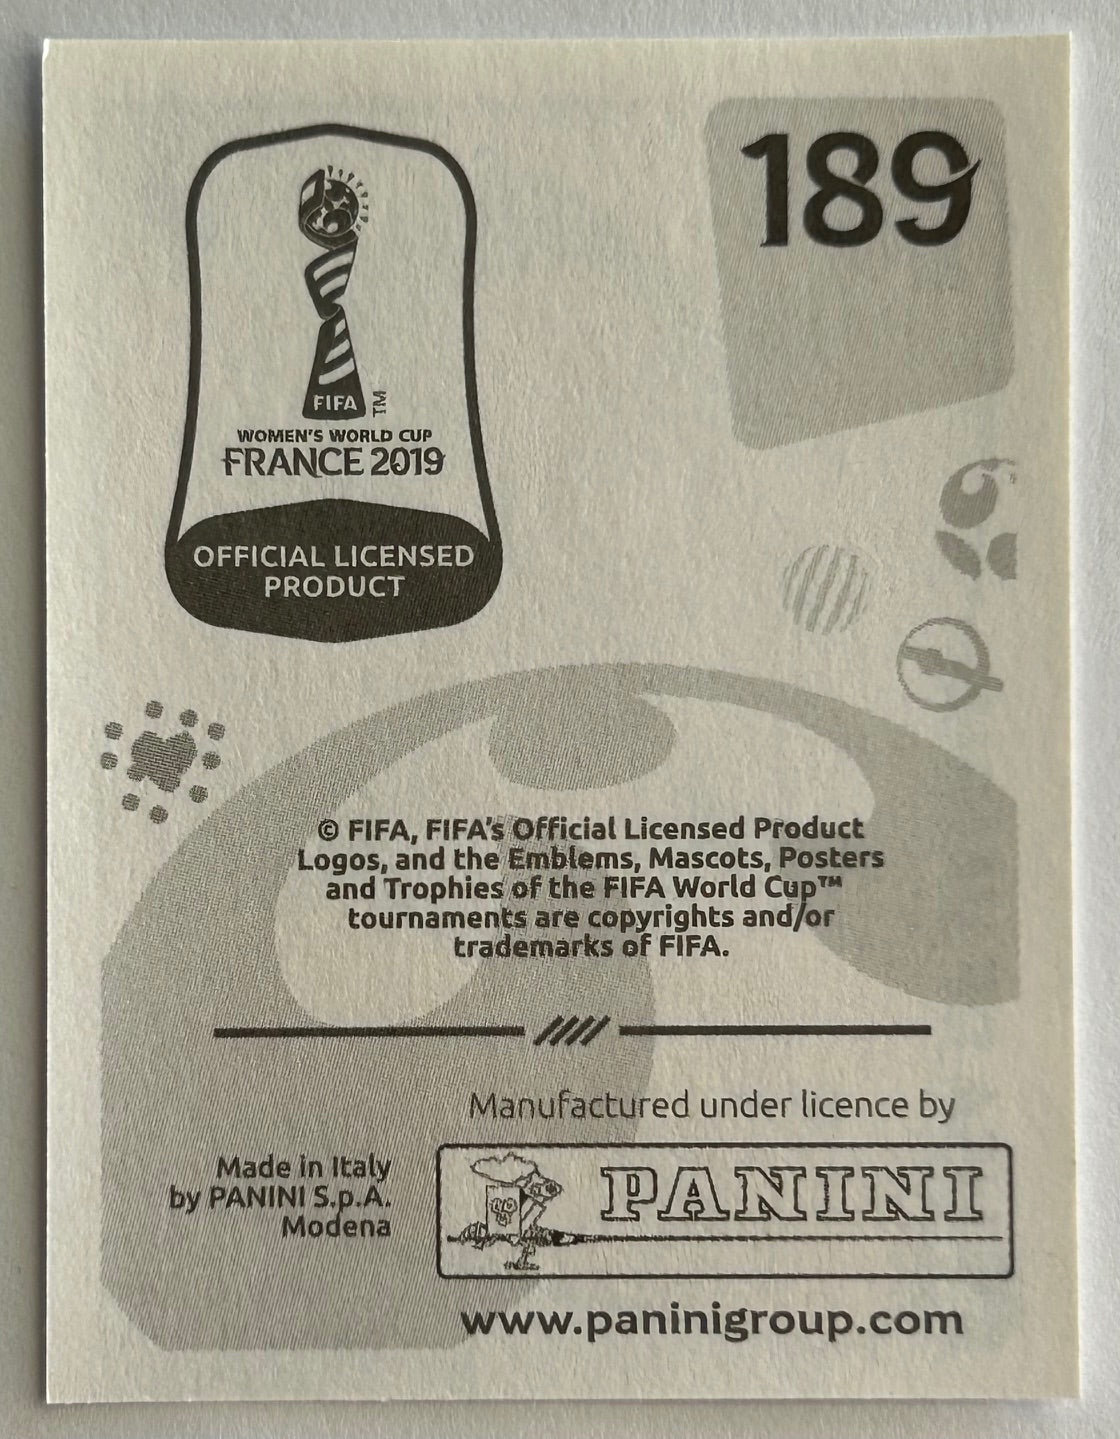 189
FIFA
TM
WOMEN'S WORLD CUP
FRANCE 2019
OFFICIAL LICENSED
PRODUCT
© FIFA, FIFA's Official Licensed Product
Logos, and the Emblems, Mascots, Posters
and Trophies of the FIFA World Cup™
tournaments are copyrights and/or
trademarks of FIFA.
Manufactured under licence by
Made in Italy
by PANINI S.p.A.
Modena
PANINI
www.paninigroup.com